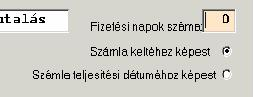 utalás
Fizetési napok száma: 0
Számla keltéhez képest
Számla teljesítési dátumához képest